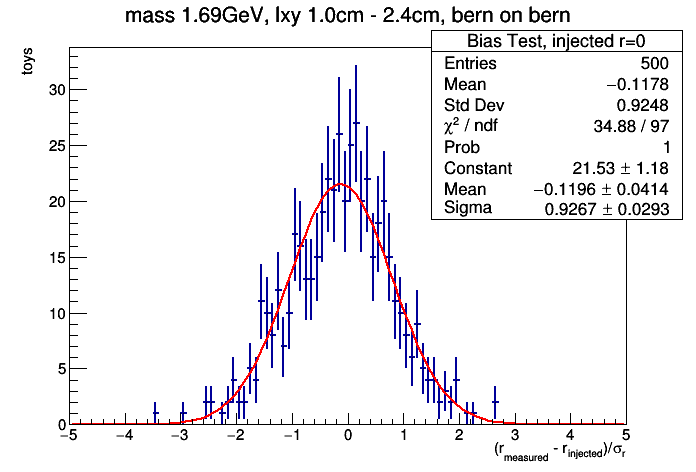 mass 1.69GeV, lxy 1.0cm - 2.4cm, bern on bern
toys
Bias Test, injected r=0
Entries 500
Mean −0.1178
Std Dev 0.9248
χ² / ndf 34.88 / 97
Prob 1
Constant 21.53 ± 1.18
Mean −0.1196 ± 0.0414
Sigma 0.9267 ± 0.0293
30
25
20
15
10
5
0
−5 −4 −3 −2 −1 0 1 2 3 4 5
(r_measured - r_injected)/σ_r